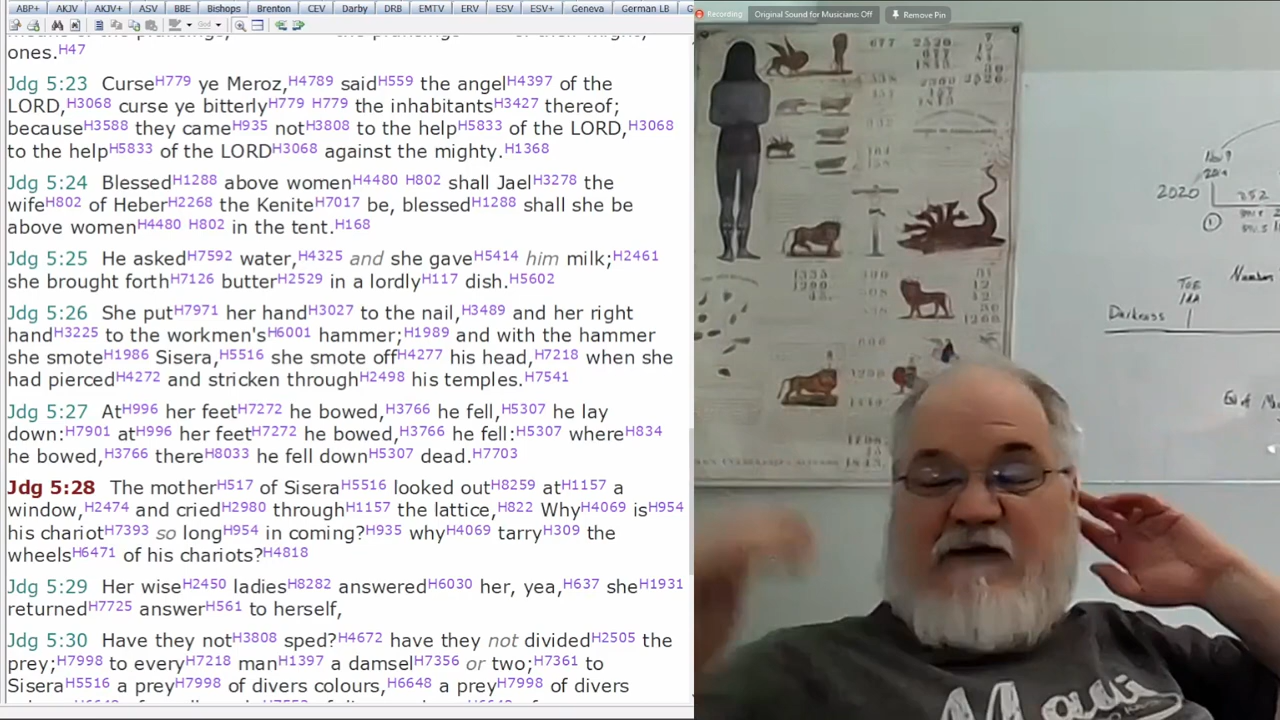 ABP+ AKJV AKJV+ ASV BBE Bishops Brenton CEV Darby DRB EMTV ERV ESV ESV+ Geneva German LB G
ones.H47
Jdg 5:23 CurseH779 ye Meroz,H4789 saidH559 the angelH4397 of the
LORD,H3068 curse ye bitterlyH779 H779 the inhabitantsH3427 thereof;
becauseH3588 they cameH935 notH3808 to the helpH5833 of the LORD,H3068
to the helpH5833 of the LORDH3068 against the mighty.H1368
Jdg 5:24 BlessedH1288 above womenH4480 H802 shall JaelH3278 the
wifeH802 of HeberH2268 the KeniteH7017 be, blessedH1288 shall she be
above womenH4480 H802 in the tent.H168
Jdg 5:25 He askedH7592 water,H4325 and she gaveH5414 him milk;H2461
she brought forthH7126 butterH2529 in a lordlyH117 dish.H5602
Jdg 5:26 She putH7971 her handH3027 to the nail,H3489 and her right
handH3225 to the workmen'sH6001 hammer;H1989 and with the hammer
she smoteH1986 Sisera,H5516 she smote offH4277 his head,H7218 when she
had piercedH4272 and stricken throughH2498 his temples.H7541
Jdg 5:27 AtH996 her feetH7272 he bowed,H3766 he fell,H5307 he lay
down:H7901 atH996 her feetH7272 he bowed,H3766 he fell:H5307 whereH834
he bowed,H3766 thereH8033 he fell downH5307 dead.H7703
Jdg 5:28 The motherH517 of SiseraH5516 looked outH8259 atH1157 a
window,H2474 and criedH2980 throughH1157 the lattice,H822 WhyH4069 isH954
his chariotH7393 so longH954 in coming?H935 whyH4069 tarryH309 the
wheelsH6471 of his chariots?H4818
Jdg 5:29 Her wiseH2450 ladiesH8282 answeredH6030 her, yea,H637 sheH1931
returnedH7725 answerH561 to herself,
Jdg 5:30 Have they notH3808 sped?H4672 have they not dividedH2505 the
prey;H7998 to everyH7218 manH1397 a damselH7356 or two;H7361 to
SiseraH5516 a preyH7998 of divers colours,H6648 a preyH7998 of divers
Recording Original Sound for Musicians: Off Remove Pin
677 2520
677
1843
2020
252
Number
Darkness
End of
Maui